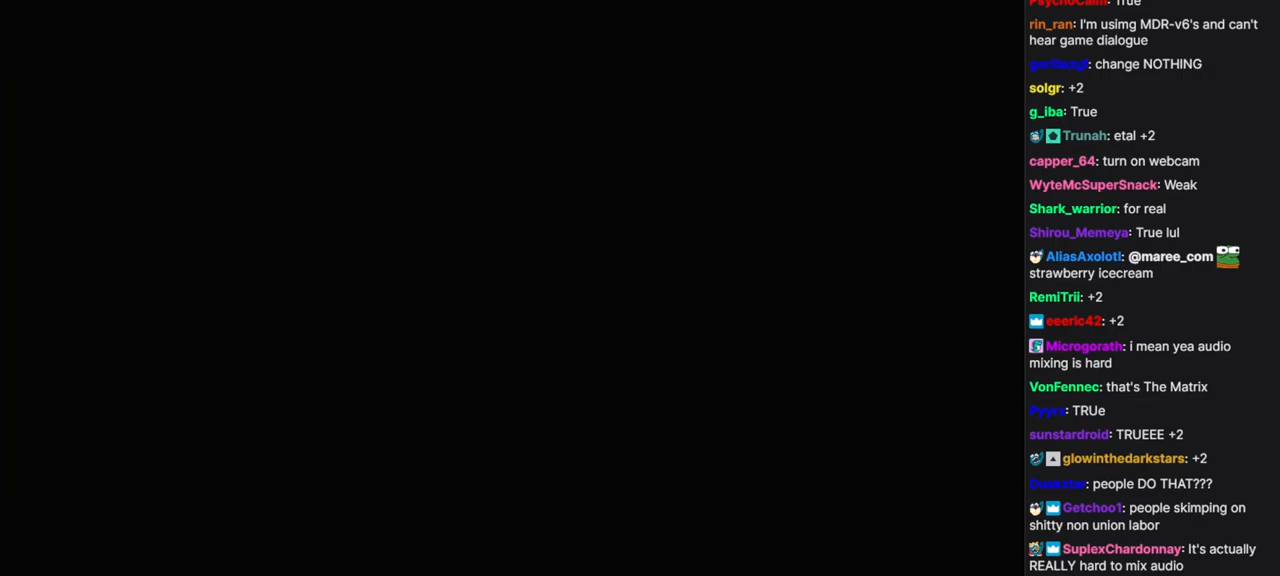 PsychoCalm: True
rin_ran: I'm usimg MDR-v6's and can't
hear game dialogue
change NOTHING
solgr: +2
g_iba: True
Trunah: etal +2
capper_64: turn on webcam
WyteMcSuperSnack: Weak
Shark_warrior: for real
Shirou_Memeya: True lul
AliasAxolotl: @maree_com
strawberry icecream
RemiTrii: +2
eeeric42: +2
Microgorath: i mean yea audio
mixing is hard
VonFennec: that's The Matrix
Pyyrx: TRUe
sunstardroid: TRUEEE +2
glowinthedarkstars: +2
people DO THAT???
Getchoo1: people skimping on
shitty non union labor
SuplexChardonnay: It's actually
REALLY hard to mix audio